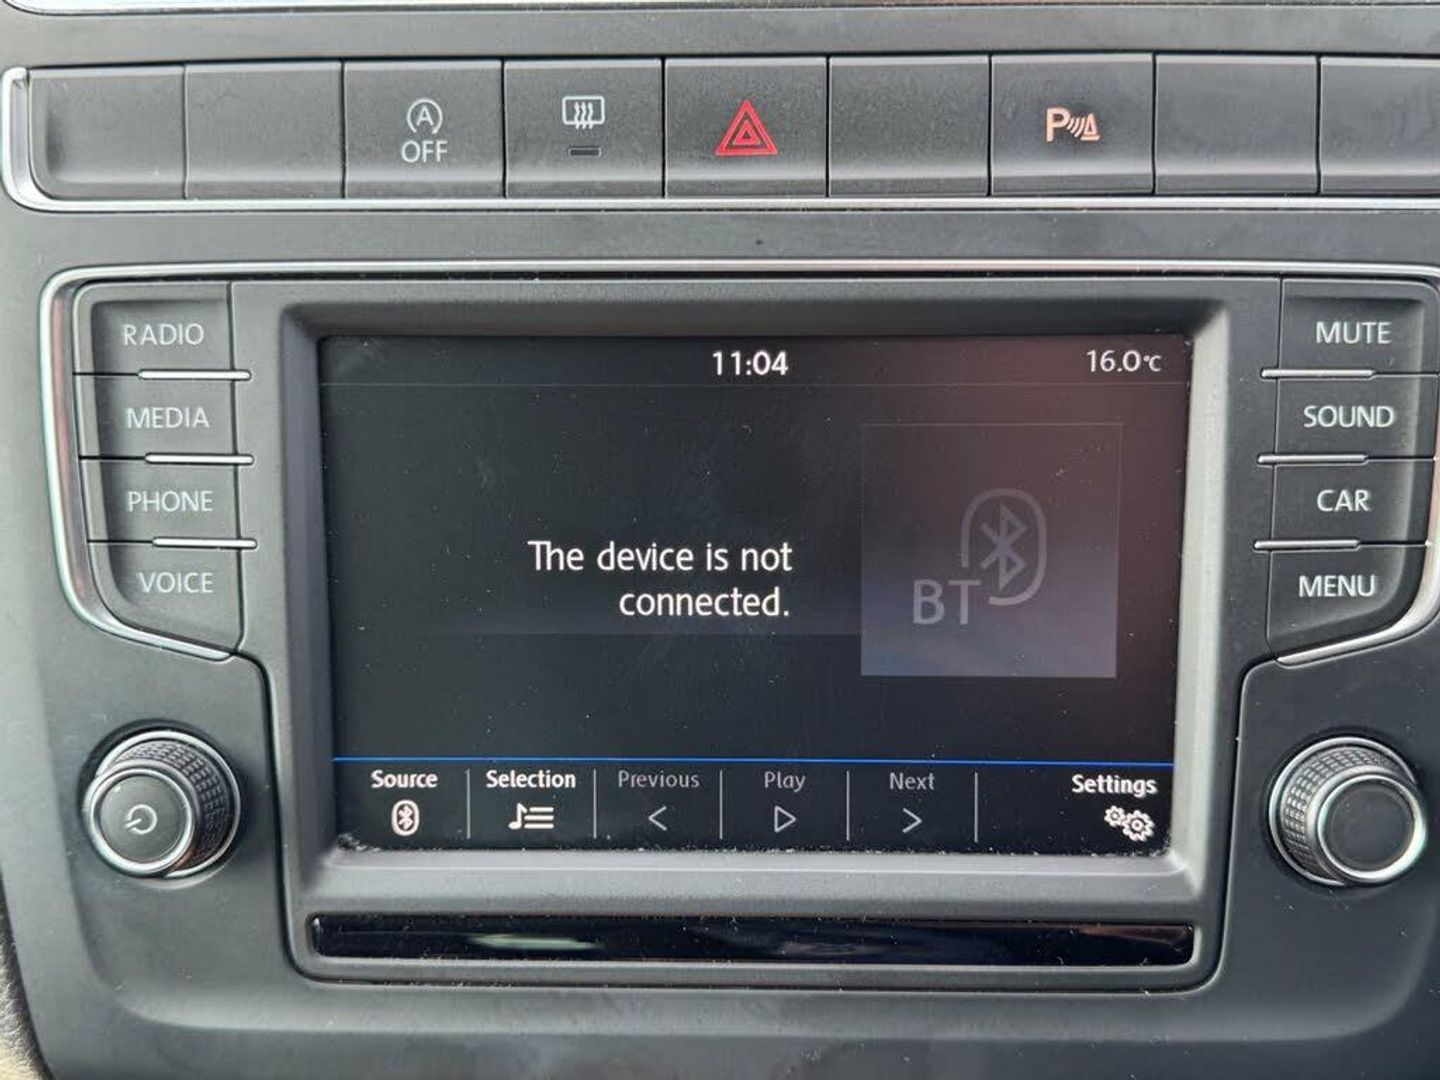 A
OFF
P
RADIO
MEDIA
PHONE
VOICE
11:04
16.0°C
The device is not
connected.
BT
Source
Selection
Previous
Play
Next
Settings
MUTE
SOUND
CAR
MENU